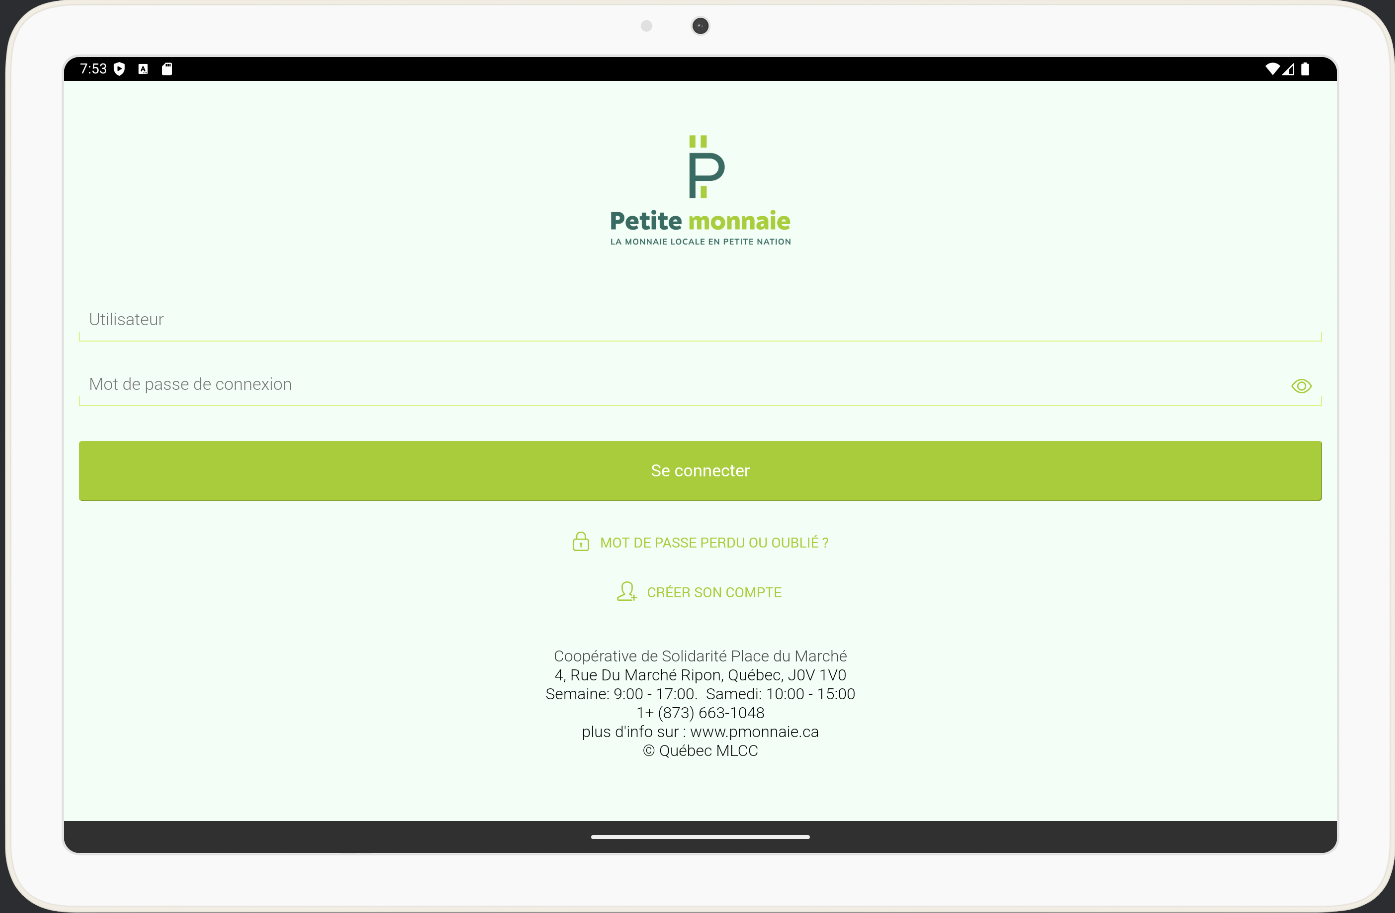 7:53
Petite monnaie
LA MONNAIE LOCALE EN PETITE NATION
Utilisateur
Mot de passe de connexion
Se connecter
MOT DE PASSE PERDU OU OUBLIÉ ?
CRÉER SON COMPTE
Coopérative de Solidarité Place du Marché
4, Rue Du Marché Ripon, Québec, J0V 1V0
Semaine: 9:00 - 17:00.  Samedi: 10:00 - 15:00
1+ (873) 663-1048
plus d'info sur : www.pmonnaie.ca
© Québec MLCC